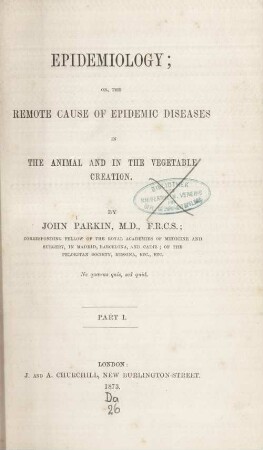 EPIDEMIOLOGY;
OR, THE
REMOTE CAUSE OF EPIDEMIC DISEASES
IN
THE ANIMAL AND IN THE VEGETABLE
CREATION.
BY
JOHN PARKIN, M.D., F.R.C.S.;
CORRESPONDING FELLOW OF THE ROYAL ACADEMIES OF MEDICINE AND
SURGERY, IN MADRID, BARCELONA, AND CADIZ; OF THE
PELORITAN SOCIETY, MESSINA, ETC., ETC.
Ne quæras quis, sed quid.
PART I.
LONDON:
J. AND A. CHURCHILL, NEW BURLINGTON-STREET.
1873.
Da
26